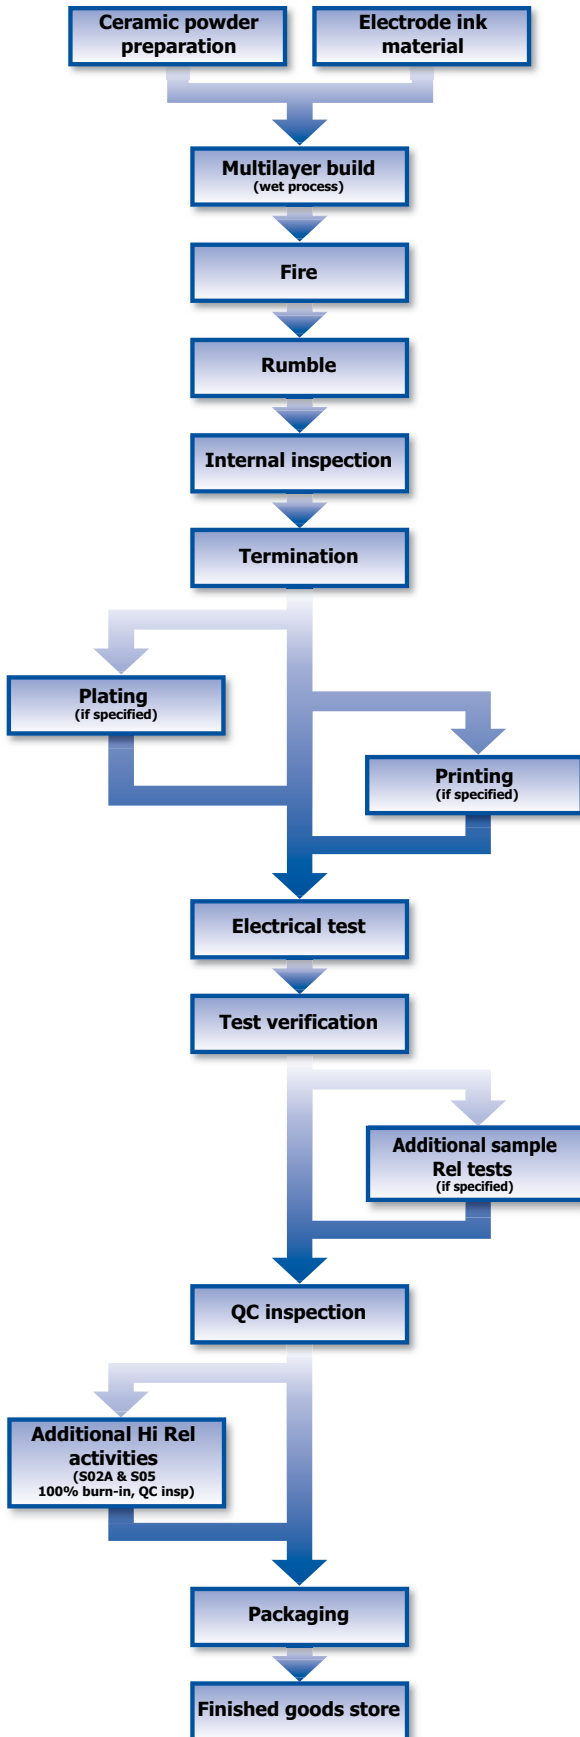 Ceramic powder
preparation
Electrode ink
material
Multilayer build
(wet process)
Fire
Rumble
Internal inspection
Termination
Plating
(if specified)
Printing
(if specified)
Electrical test
Test verification
Additional sample
Rel tests
(if specified)
QC inspection
Additional Hi Rel
activities
(S02A & S05
100% burn-in, QC insp)
Packaging
Finished goods store